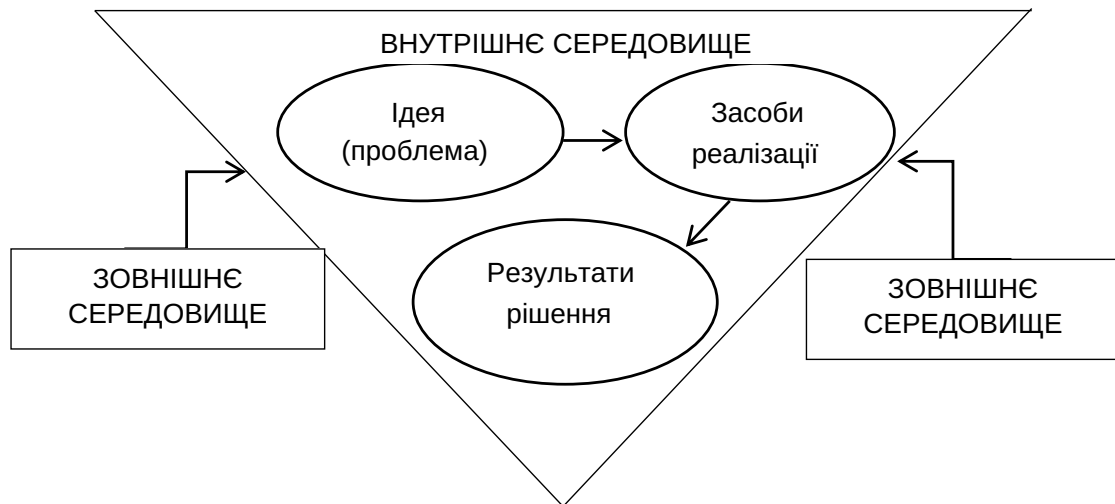 ВНУТРІШНЄ СЕРЕДОВИЩЕ
Ідея
(проблема)
Засоби
реалізації
Результати
рішення
ЗОВНІШНЄ
СЕРЕДОВИЩЕ
ЗОВНІШНЄ
СЕРЕДОВИЩЕ